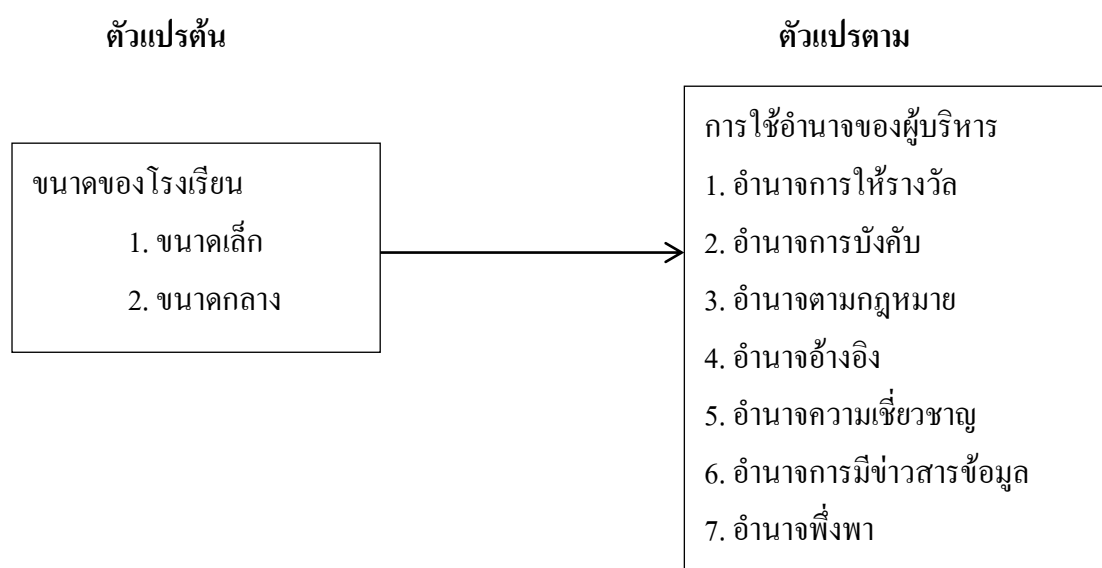 ตัวแปรต้น
ตัวแปรตาม
ขนาดของโรงเรียน
1. ขนาดเล็ก
2. ขนาดกลาง
การใช้อำนาจของผู้บริหาร
1. อำนาจการให้รางวัล
2. อำนาจการบังคับ
3. อำนาจตามกฎหมาย
4. อำนาจอ้างอิง
5. อำนาจความเชี่ยวชาญ
6. อำนาจการมีข่าวสารข้อมูล
7. อำนาจพึ่งพา